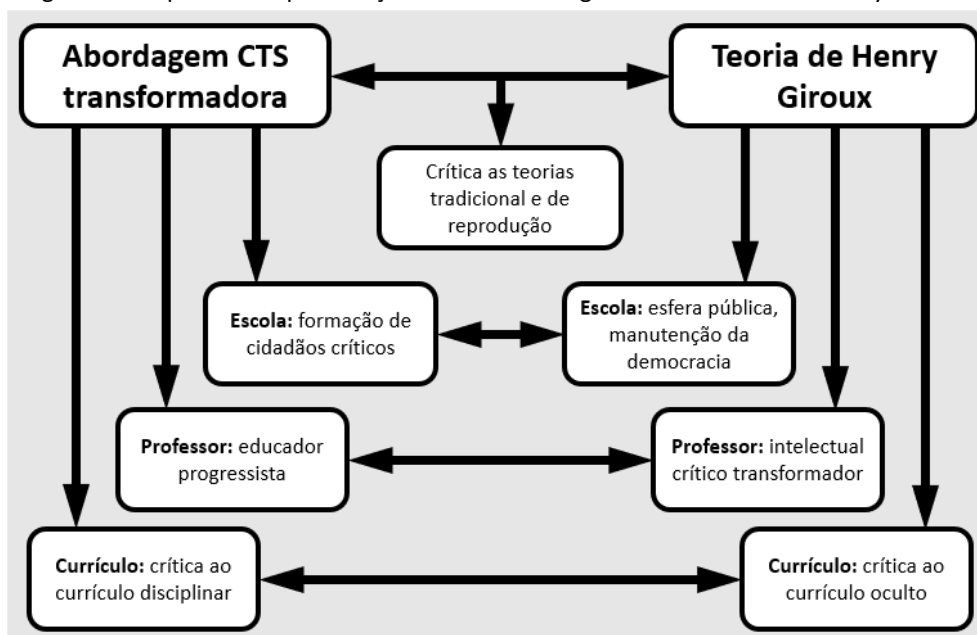 Abordagem CTS
transformadora
Teoria de Henry
Giroux
Crítica as teorias
tradicional e de
reprodução
Escola: formação de
cidadãos críticos
Escola: esfera pública,
manutenção da
democracia
Professor: educador
progressista
Professor: intelectual
crítico transformador
Currículo: crítica ao
currículo disciplinar
Currículo: crítica ao
currículo oculto